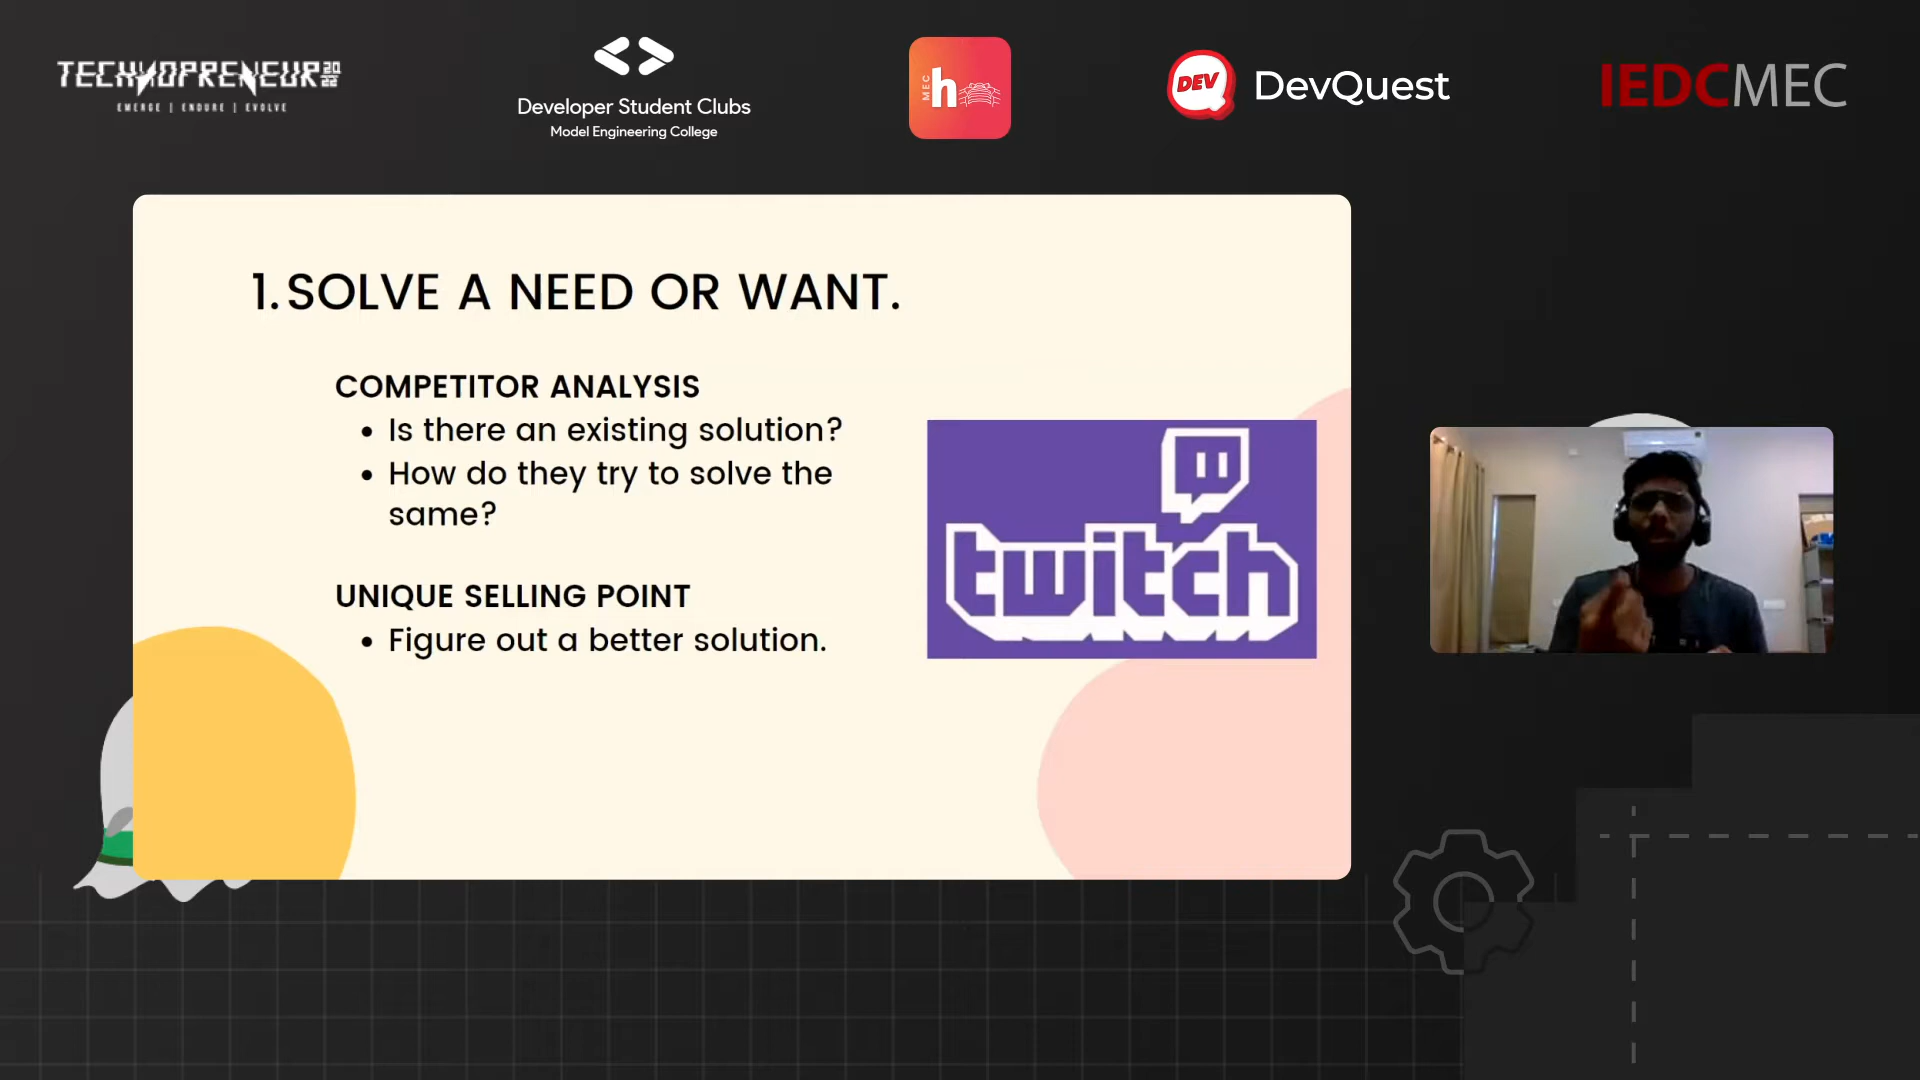 TECHNOPRENEUR 2022
EMERGE | ENDURE | EVOLVE
Developer Student Clubs
Model Engineering College
MEC h
DEV DevQuest
IEDCMEC
1. SOLVE A NEED OR WANT.
COMPETITOR ANALYSIS
• Is there an existing solution?
• How do they try to solve the
same?
UNIQUE SELLING POINT
• Figure out a better solution.
twitch